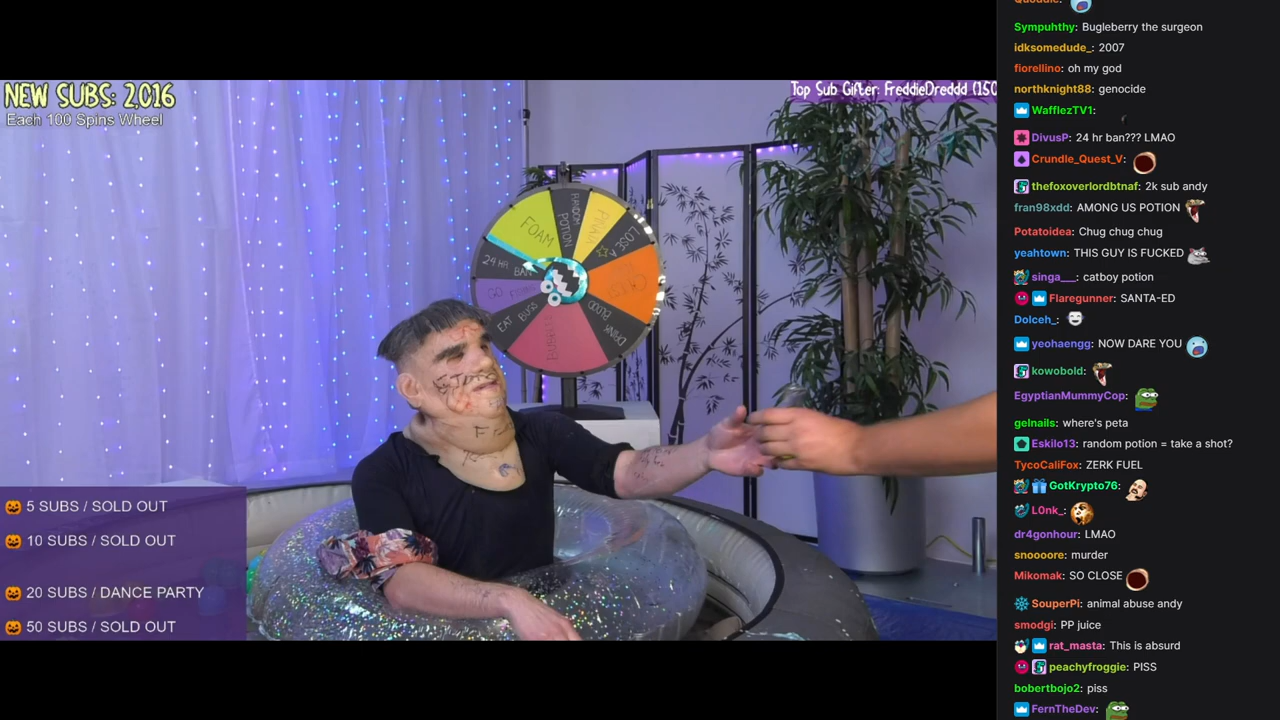 NEW SUBS: 2,016
Each 100 Spins Wheel
Top Sub Gifter: FreddieDreddd (150
FOAM
RANDOM
POTION
PINATA
LOSE
A
DRINK
BLOOD
BUBBLE
EAT BUGS
24 HR BAN
5 SUBS / SOLD OUT
10 SUBS / SOLD OUT
20 SUBS / DANCE PARTY
50 SUBS / SOLD OUT
Sympuhthy: Bugleberry the surgeon
idksomedude_: 2007
fiorellino: oh my god
northknight88: genocide
WafflezTV1:
DivusP: 24 hr ban??? LMAO
Crundle_Quest_V:
thefoxoverlordbtnaf: 2k sub andy
fran98xdd: AMONG US POTION
Potatoidea: Chug chug chug
yeahtown: THIS GUY IS FUCKED
singa___: catboy potion
Flaregunner: SANTA-ED
Dolceh_:
yeohaengg: NOW DARE YOU
kowobold:
EgyptianMummyCop:
gelnails: where's peta
Eskilo13: random potion = take a shot?
TycoCaliFox: ZERK FUEL
GotKrypto76:
L0nk_:
dr4gonhour: LMAO
snoooore: murder
Mikomak: SO CLOSE
SouperPi: animal abuse andy
smodgi: PP juice
rat_masta: This is absurd
peachyfroggie: PISS
bobertbojo2: piss
FernTheDev: